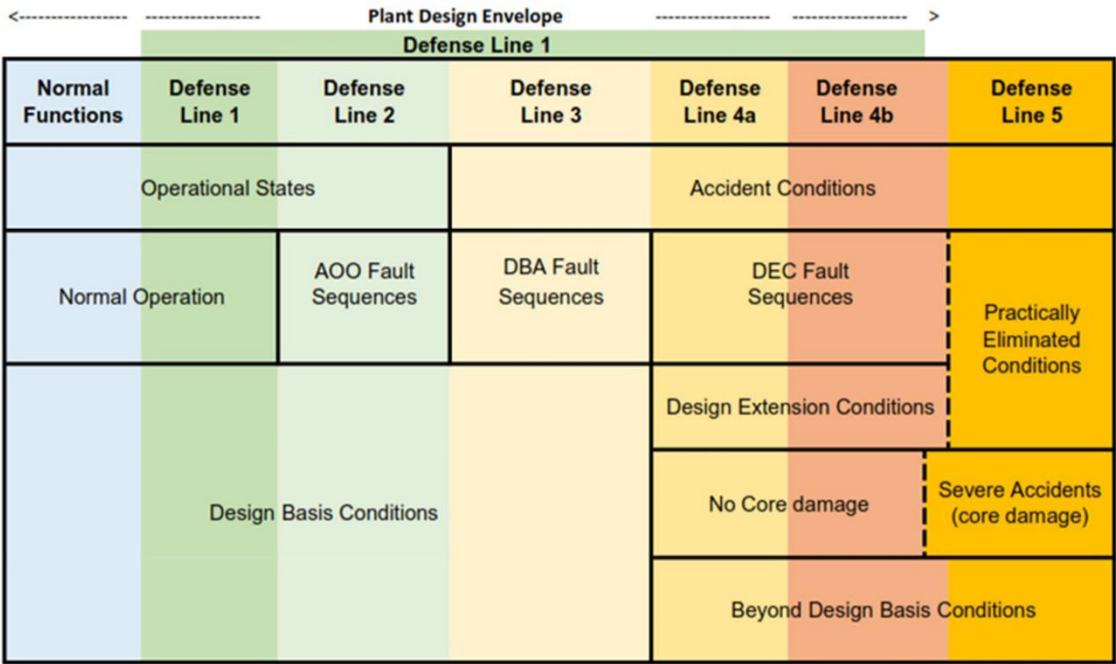 <------------------ ------------------- Plant Design Envelope ------------------- ------------------- >
Defense Line 1
Normal Functions
Defense Line 1
Defense Line 2
Defense Line 3
Defense Line 4a
Defense Line 4b
Defense Line 5
Operational States
Accident Conditions
Normal Operation
AOO Fault
Sequences
DBA Fault
Sequences
DEC Fault
Sequences
Practically
Eliminated
Conditions
Design Extension Conditions
Design Basis Conditions
No Core damage
Severe Accidents
(core damage)
Beyond Design Basis Conditions